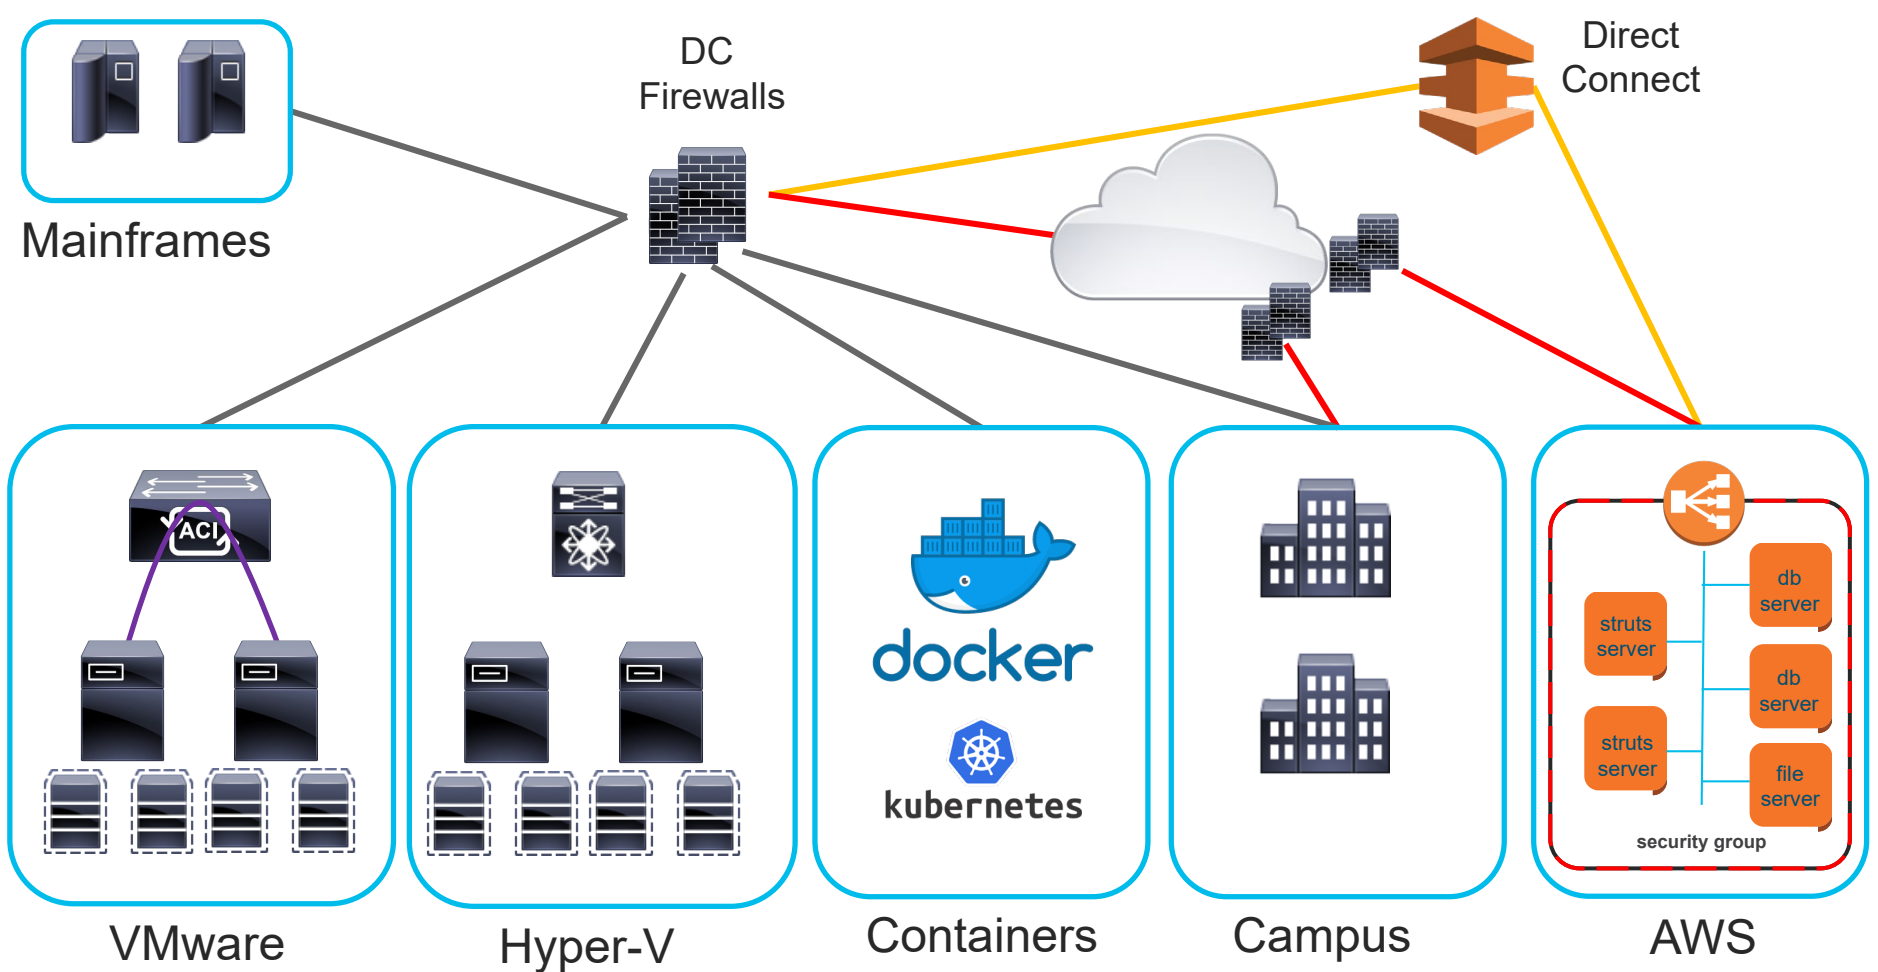 DC
Firewalls
Direct
Connect
Mainframes
ACI
docker
kubernetes
struts
server
struts
server
db
server
db
server
file
server
security group
VMware
Hyper-V
Containers
Campus
AWS